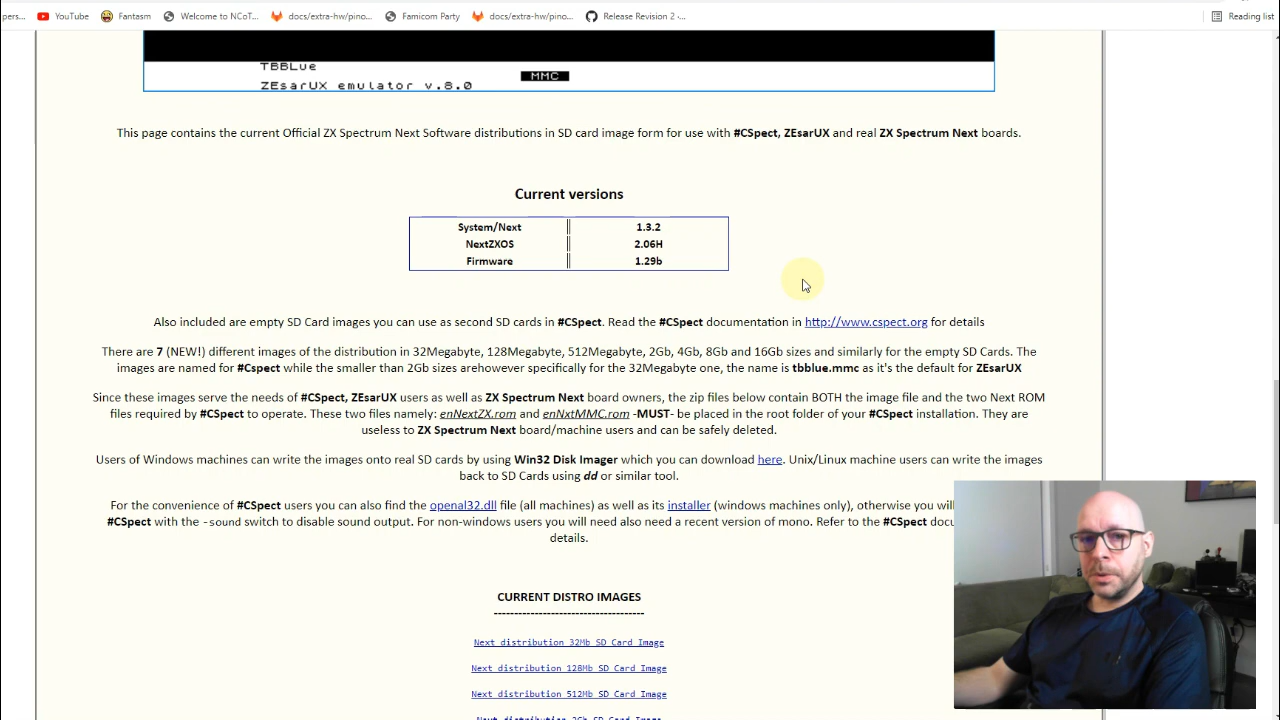 pers...
YouTube
Fantasm
Welcome to NCoT...
docs/extra-hw/pino...
Famicom Party
docs/extra-hw/pino...
Release Revision 2 ·...
Reading list
TBBLue
MMC
ZEsarUX emulator v.8.0
This page contains the current Official ZX Spectrum Next Software distributions in SD card image form for use with #CSpect, ZEsarUX and real ZX Spectrum Next boards.
Current versions
System/Next || 1.3.2
NextZXOS || 2.06H
Firmware || 1.29b
Also included are empty SD Card images you can use as second SD cards in #CSpect. Read the #CSpect documentation in http://www.cspect.org for details
There are 7 (NEW!) different images of the distribution in 32Megabyte, 128Megabyte, 512Megabyte, 2Gb, 4Gb, 8Gb and 16Gb sizes and similarly for the empty SD Cards. The
images are named for #Cspect while the smaller than 2Gb sizes arehowever specifically for the 32Megabyte one, the name is tbblue.mmc as it's the default for ZEsarUX
Since these images serve the needs of #CSpect, ZEsarUX users as well as ZX Spectrum Next board owners, the zip files below contain BOTH the image file and the two Next ROM
files required by #CSpect to operate. These two files namely: enNextZX.rom and enNxtMMC.rom -MUST- be placed in the root folder of your #CSpect installation. They are
useless to ZX Spectrum Next board/machine users and can be safely deleted.
Users of Windows machines can write the images onto real SD cards by using Win32 Disk Imager which you can download here. Unix/Linux machine users can write the images
back to SD Cards using dd or similar tool.
For the convenience of #CSpect users you can also find the openal32.dll file (all machines) as well as its installer (windows machines only), otherwise you will
#CSpect with the -sound switch to disable sound output. For non-windows users you will need also need a recent version of mono. Refer to the #CSpect docu
details.
CURRENT DISTRO IMAGES
------------------------------------
Next distribution 32Mb SD Card Image
Next distribution 128Mb SD Card Image
Next distribution 512Mb SD Card Image
Next distribution 2Gb SD Card Image